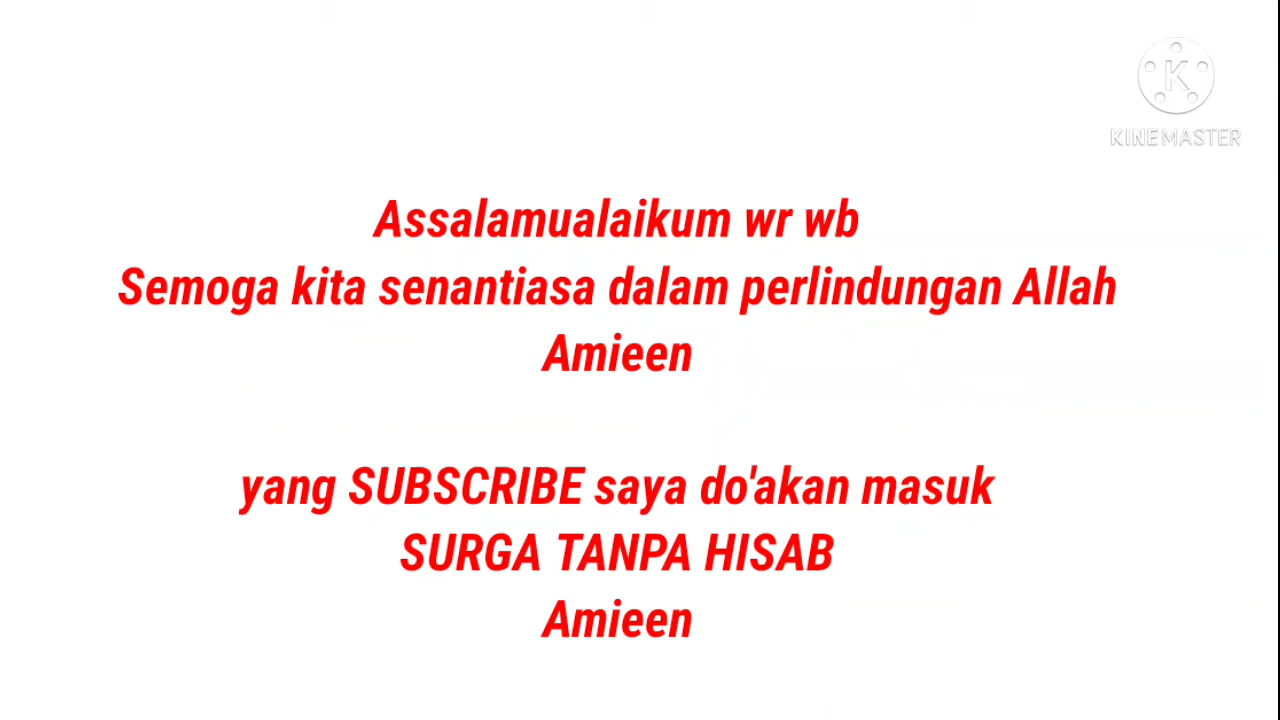 KINEMASTER
Assalamualaikum wr wb
Semoga kita senantiasa dalam perlindungan Allah
Amieen
yang SUBSCRIBE saya do'akan masuk
SURGA TANPA HISAB
Amieen